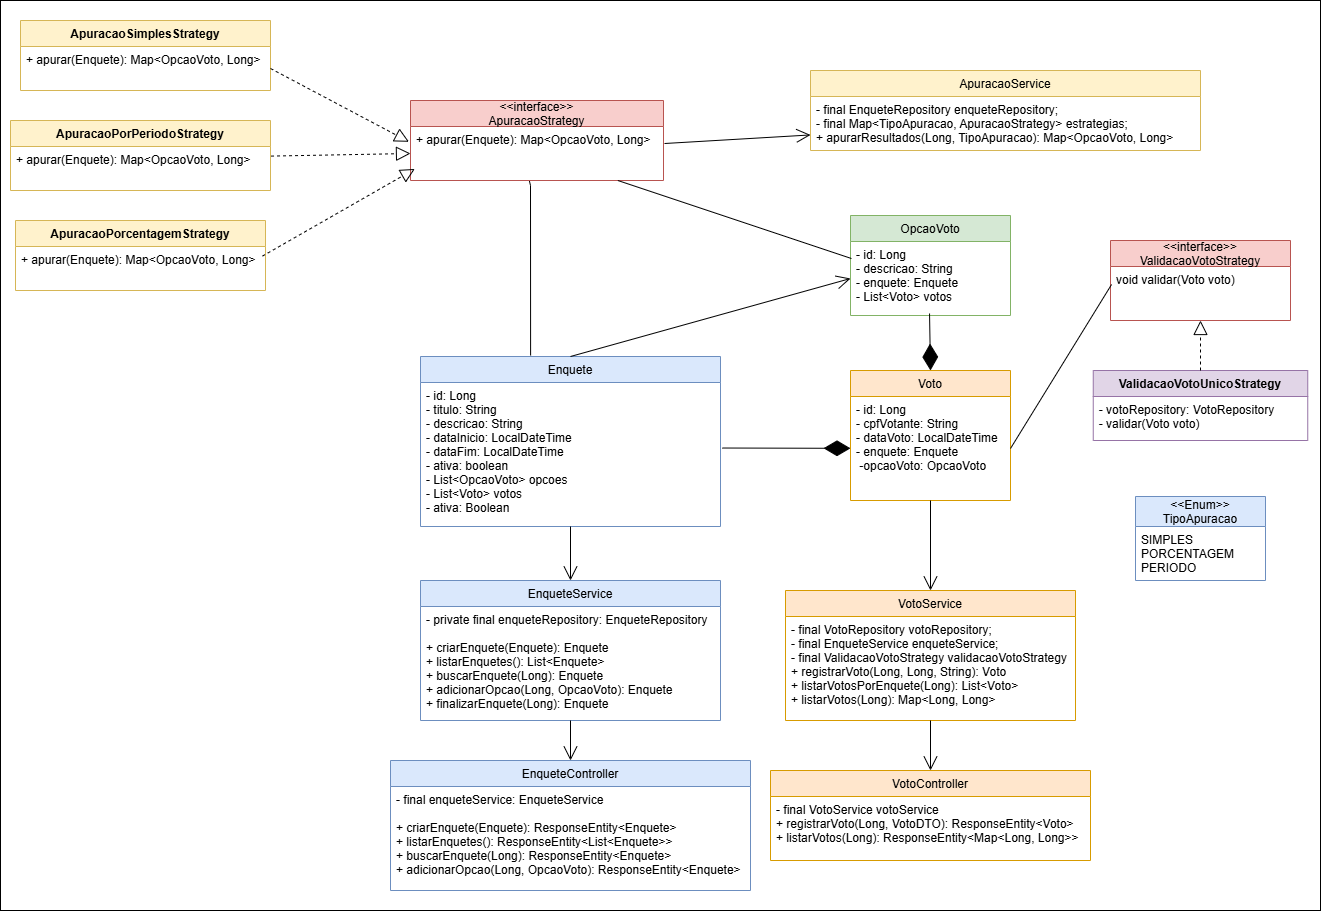 ApuracaoSimplesStrategy
+ apurar(Enquete): Map<OpcaoVoto, Long>
ApuracaoPorPeriodoStrategy
+ apurar(Enquete): Map<OpcaoVoto, Long>
ApuracaoPorcentagemStrategy
+ apurar(Enquete): Map<OpcaoVoto, Long>
<<interface>>
ApuracaoStrategy
+ apurar(Enquete): Map<OpcaoVoto, Long>
ApuracaoService
- final EnqueteRepository enqueteRepository;
- final Map<TipoApuracao, ApuracaoStrategy> estrategias;
+ apurarResultados(Long, TipoApuracao): Map<OpcaoVoto, Long>
OpcaoVoto
- id: Long
- descricao: String
- enquete: Enquete
- List<Voto> votos
<<interface>>
ValidacaoVotoStrategy
void validar(Voto voto)
ValidacaoVotoUnicoStrategy
- votoRepository: VotoRepository
- validar(Voto voto)
Enquete
- id: Long
- titulo: String
- descricao: String
- dataInicio: LocalDateTime
- dataFim: LocalDateTime
- ativa: boolean
- List<OpcaoVoto> opcoes
- List<Voto> votos
- ativa: Boolean
Voto
- id: Long
- cpfVotante: String
- dataVoto: LocalDateTime
- enquete: Enquete
-opcaoVoto: OpcaoVoto
<<Enum>>
TipoApuracao
SIMPLES
PORCENTAGEM
PERIODO
EnqueteService
- private final enqueteRepository: EnqueteRepository
+ criarEnquete(Enquete): Enquete
+ listarEnquetes(): List<Enquete>
+ buscarEnquete(Long): Enquete
+ adicionarOpcao(Long, OpcaoVoto): Enquete
+ finalizarEnquete(Long): Enquete
VotoService
- final VotoRepository votoRepository;
- final EnqueteService enqueteService;
- final ValidacaoVotoStrategy validacaoVotoStrategy
+ registrarVoto(Long, Long, String): Voto
+ listarVotosPorEnquete(Long): List<Voto>
+ listarVotos(Long): Map<Long, Long>
EnqueteController
- final enqueteService: EnqueteService
+ criarEnquete(Enquete): ResponseEntity<Enquete>
+ listarEnquetes(): ResponseEntity<List<Enquete>>
+ buscarEnquete(Long): ResponseEntity<Enquete>
+ adicionarOpcao(Long, OpcaoVoto): ResponseEntity<Enquete>
VotoController
- final VotoService votoService
+ registrarVoto(Long, VotoDTO): ResponseEntity<Voto>
+ listarVotos(Long): ResponseEntity<Map<Long, Long>>